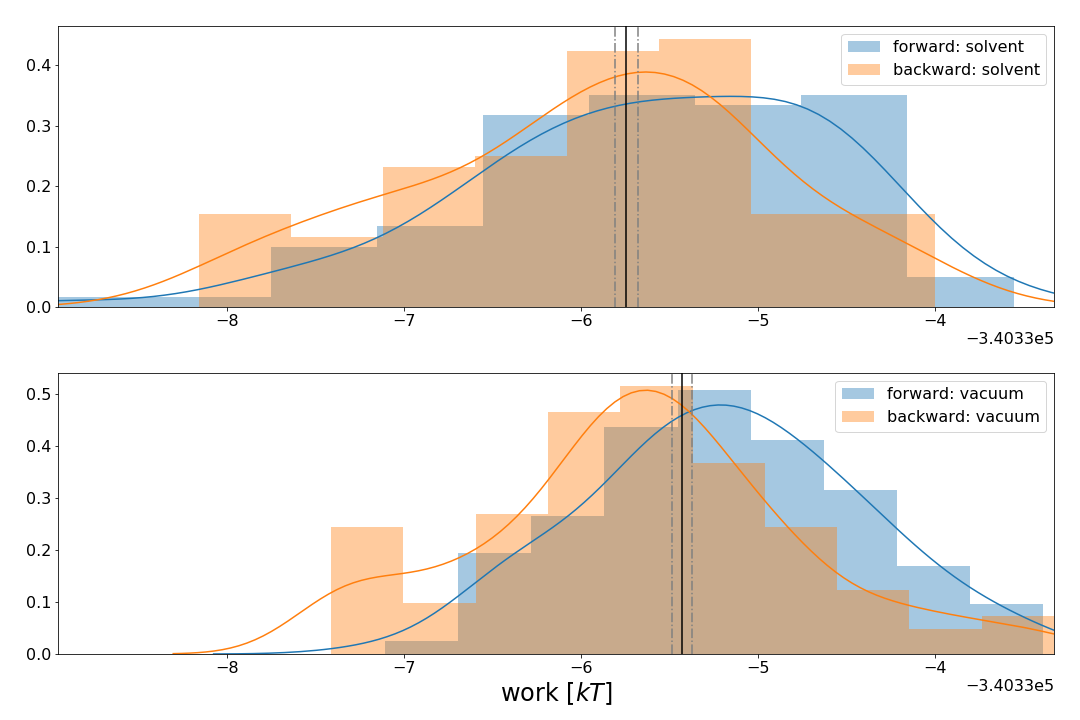 forward: solvent
backward: solvent
0.4
0.3
0.2
0.1
0.0
−8 −7 −6 −5 −4
−3.4033e5
forward: vacuum
backward: vacuum
0.5
0.4
0.3
0.2
0.1
0.0
−8 −7 −6 −5 −4
−3.4033e5
work [kT]